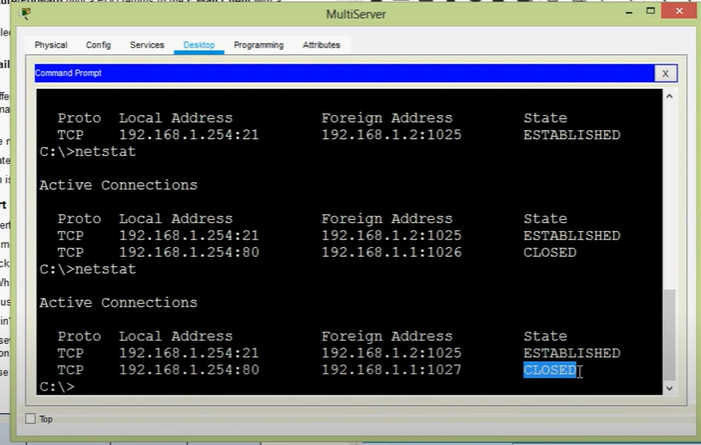 MultiServer
Physical Config Services Desktop Programming Attributes
Command Prompt X
Proto Local Address Foreign Address State
TCP 192.168.1.254:21 192.168.1.2:1025 ESTABLISHED
C:\>netstat
Active Connections
Proto Local Address Foreign Address State
TCP 192.168.1.254:21 192.168.1.2:1025 ESTABLISHED
TCP 192.168.1.254:80 192.168.1.1:1026 CLOSED
C:\>netstat
Active Connections
Proto Local Address Foreign Address State
TCP 192.168.1.254:21 192.168.1.2:1025 ESTABLISHED
TCP 192.168.1.254:80 192.168.1.1:1027 CLOSED
C:\>
Top